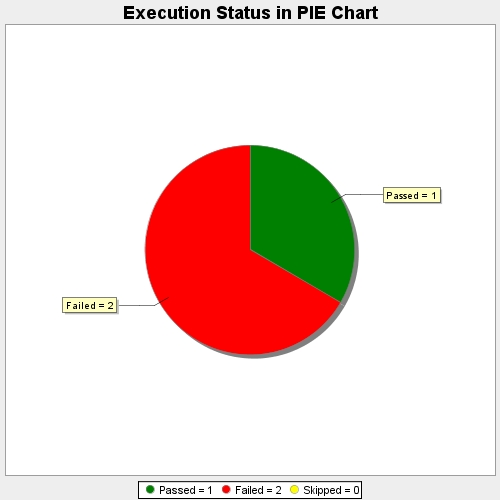 Execution Status in PIE Chart
Passed = 1
Failed = 2
Passed = 1 Failed = 2 Skipped = 0